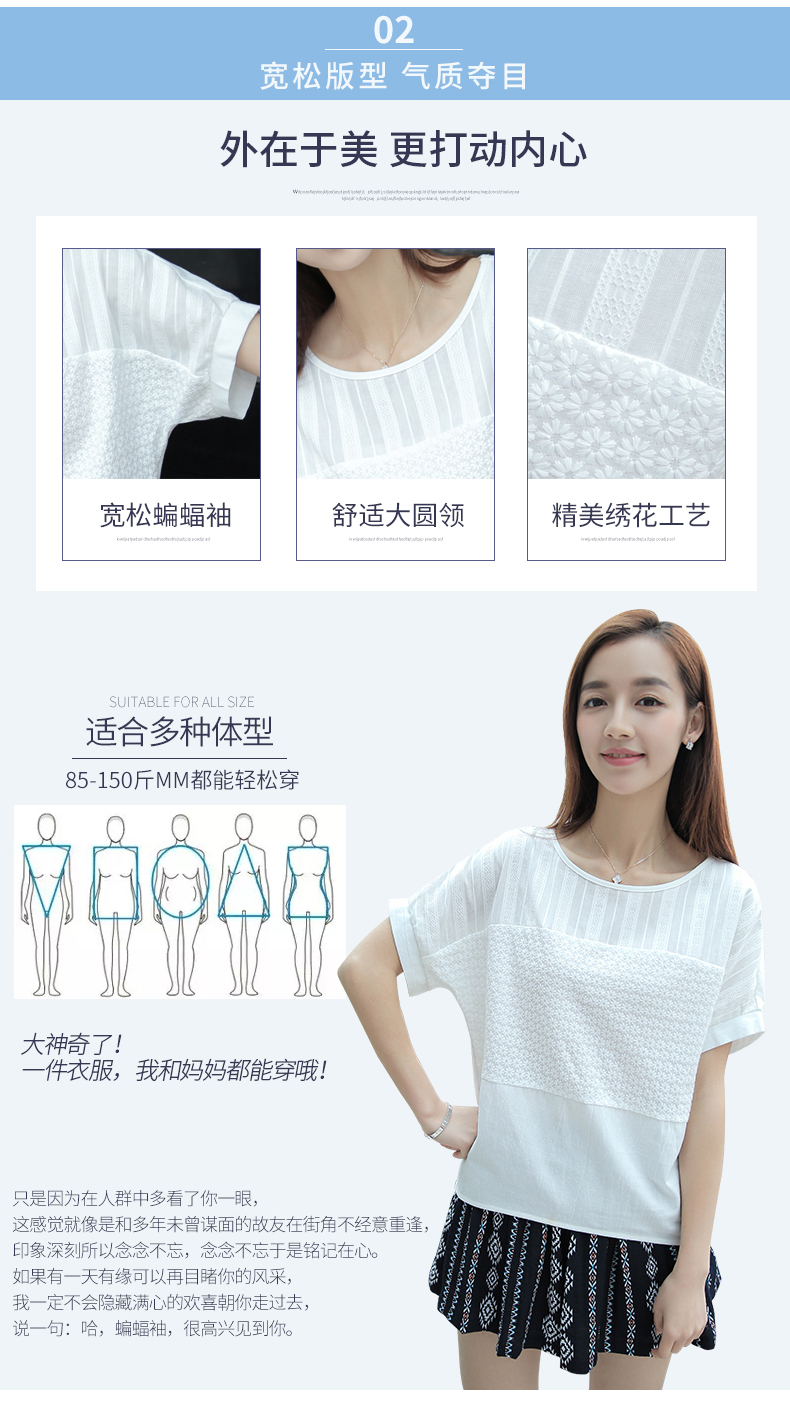 02
宽松版型 气质夺目
外在于美 更打动内心
宽松蝙蝠袖
舒适大圆领
精美绣花工艺
SUITABLE FOR ALL SIZE
适合多种体型
85-150斤MM都能轻松穿
大神奇了!
一件衣服，我和妈妈都能穿哦!
只是因为在人群中多看了你一眼，
这感觉就像是和多年未曾谋面的故友在街角不经意重逢，
印象深刻所以念念不忘，念念不忘于是铭记在心。
如果有一天有缘可以再目睹你的风采，
我一定不会隐藏满心的欢喜朝你走过去，
说一句：哈，蝙蝠袖，很高兴见到你。